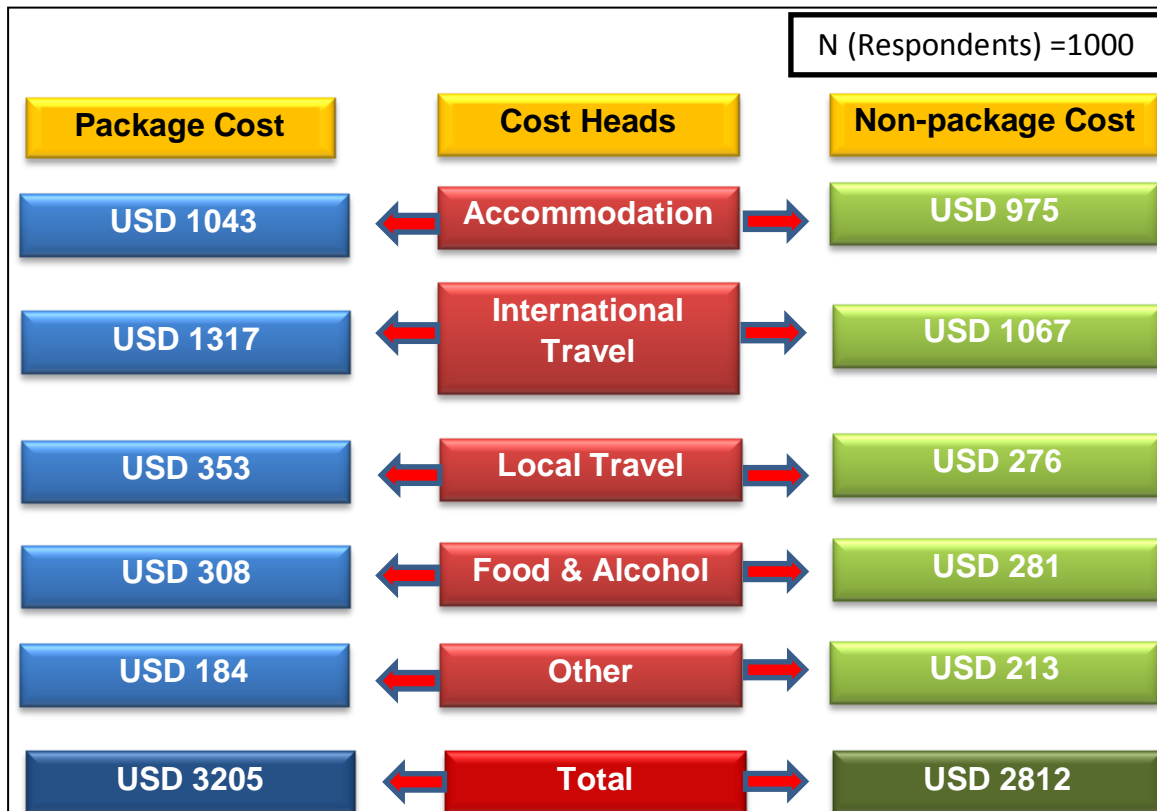 N (Respondents) =1000
Package Cost
Cost Heads
Non-package Cost
USD 1043
Accommodation
USD 975
USD 1317
International
Travel
USD 1067
USD 353
Local Travel
USD 276
USD 308
Food & Alcohol
USD 281
USD 184
Other
USD 213
USD 3205
Total
USD 2812